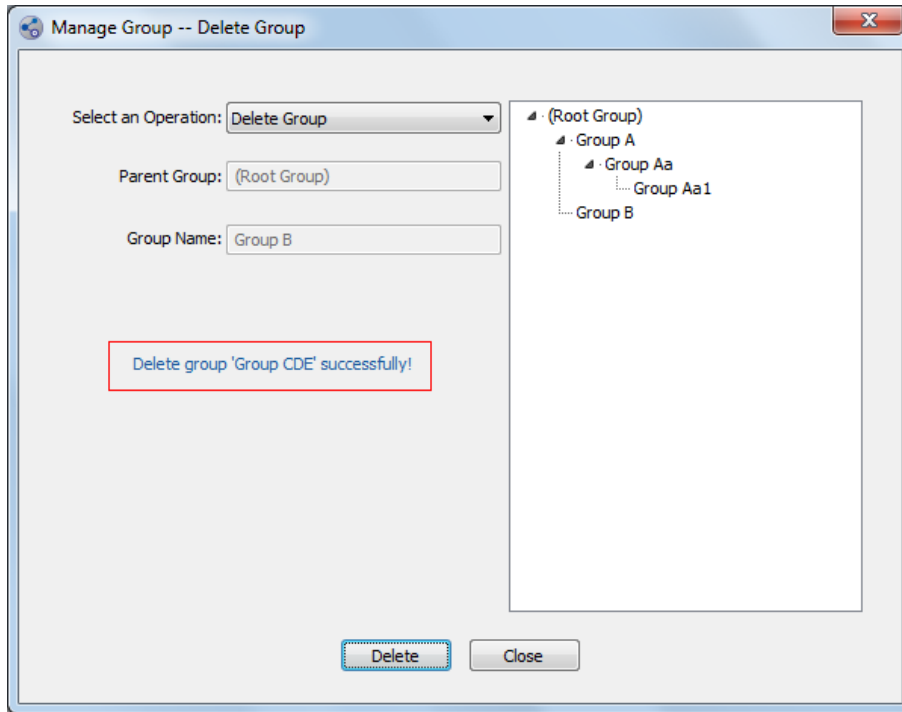 Manage Group -- Delete Group
x
Select an Operation: Delete Group
Parent Group: (Root Group)
Group Name: Group B
Delete group 'Group CDE' successfully!
(Root Group)
Group A
Group Aa
Group Aa1
Group B
Delete
Close